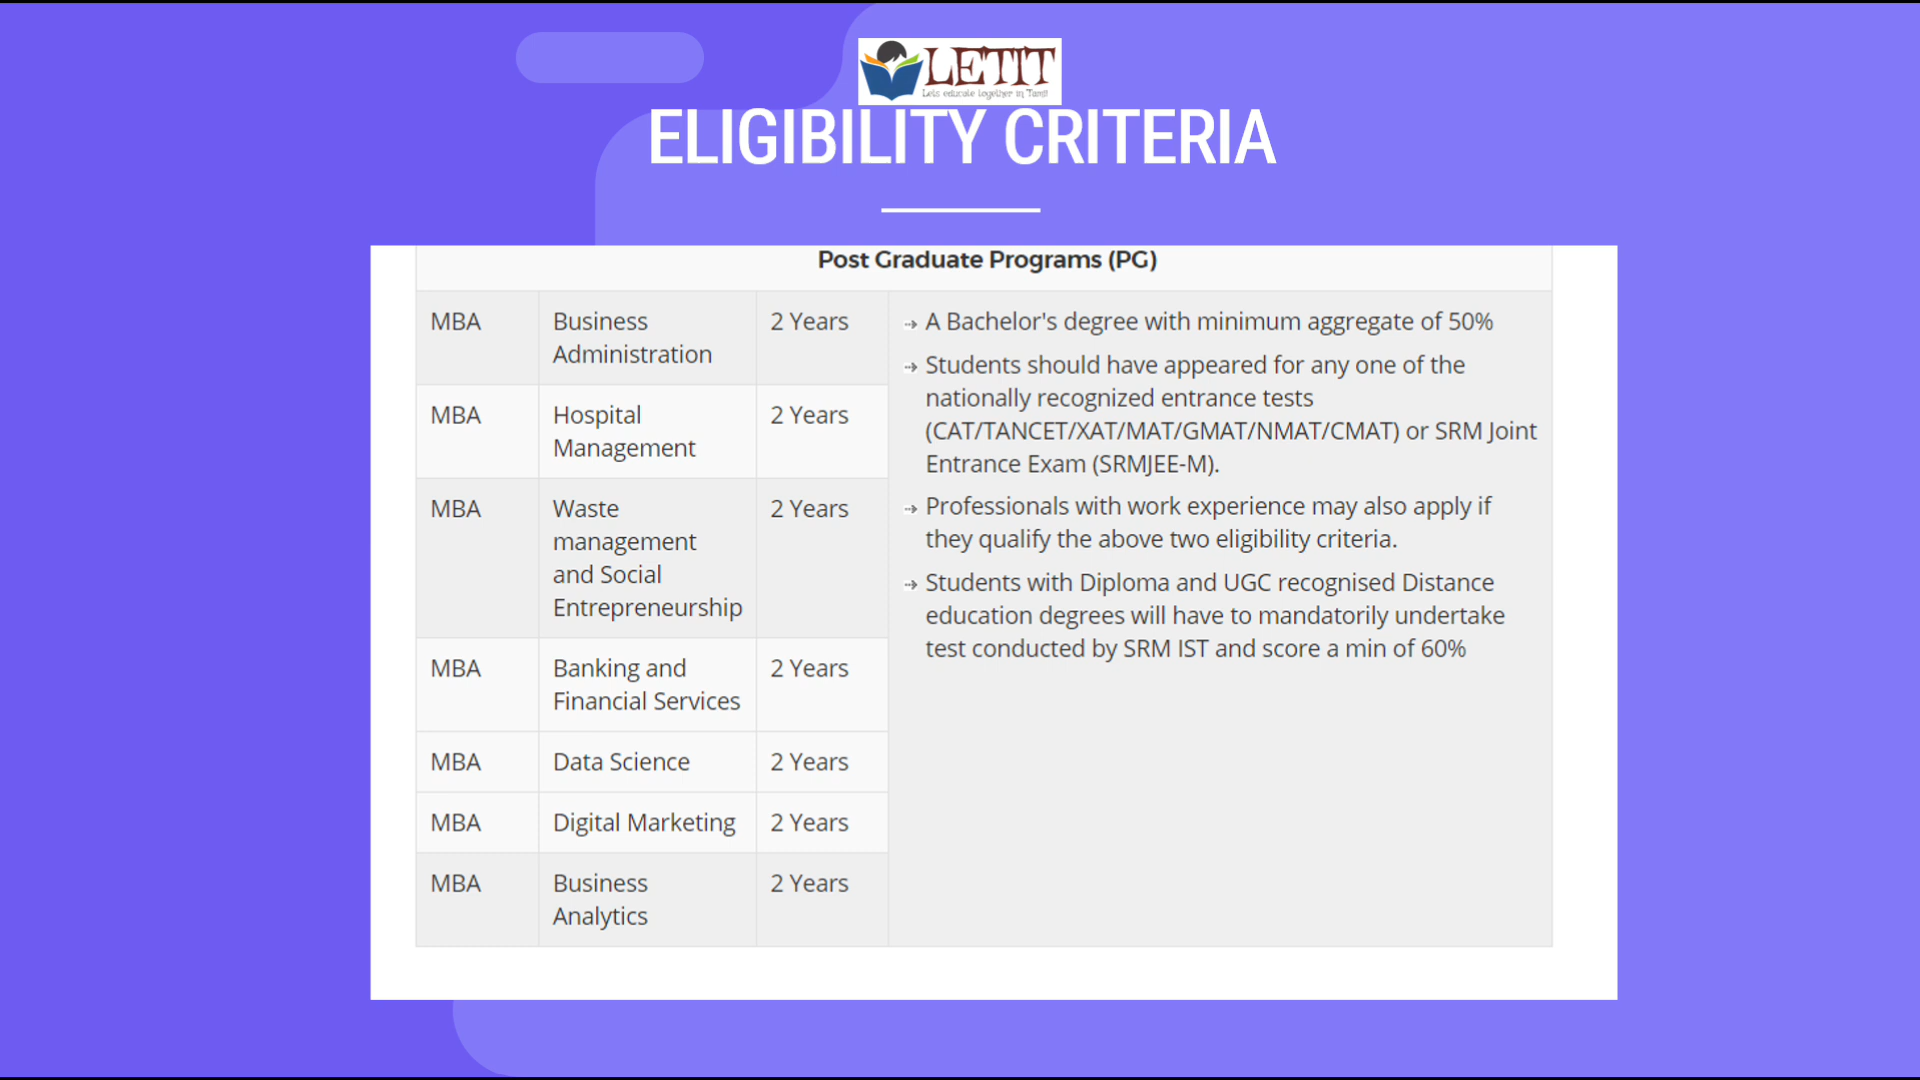 LETIT
Lets educate together in Tamil
ELIGIBILITY CRITERIA
Post Graduate Programs (PG)
MBA
Business
Administration
2 Years
MBA
Hospital
Management
2 Years
MBA
Waste
management
and Social
Entrepreneurship
2 Years
MBA
Banking and
Financial Services
2 Years
MBA
Data Science
2 Years
MBA
Digital Marketing
2 Years
MBA
Business
Analytics
2 Years
→ A Bachelor's degree with minimum aggregate of 50%
→ Students should have appeared for any one of the
nationally recognized entrance tests
(CAT/TANCET/XAT/MAT/GMAT/NMAT/CMAT) or SRM Joint
Entrance Exam (SRMJEE-M).
→ Professionals with work experience may also apply if
they qualify the above two eligibility criteria.
→ Students with Diploma and UGC recognised Distance
education degrees will have to mandatorily undertake
test conducted by SRM IST and score a min of 60%